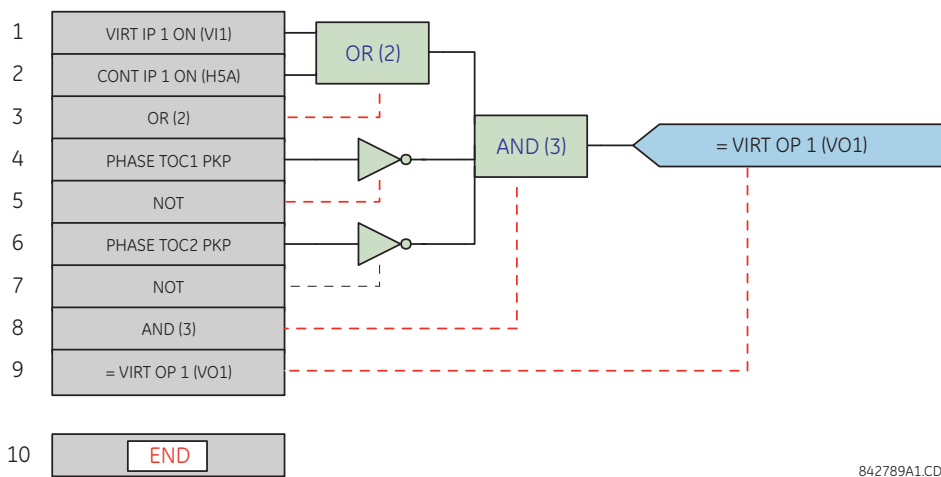 1 VIRT IP 1 ON (VI1)
2 CONT IP 1 ON (H5A)
3 OR (2)
4 PHASE TOC1 PKP
5 NOT
6 PHASE TOC2 PKP
7 NOT
8 AND (3)
9 = VIRT OP 1 (VO1)
10 END
OR (2)
AND (3)
= VIRT OP 1 (VO1)
842789A1.CD